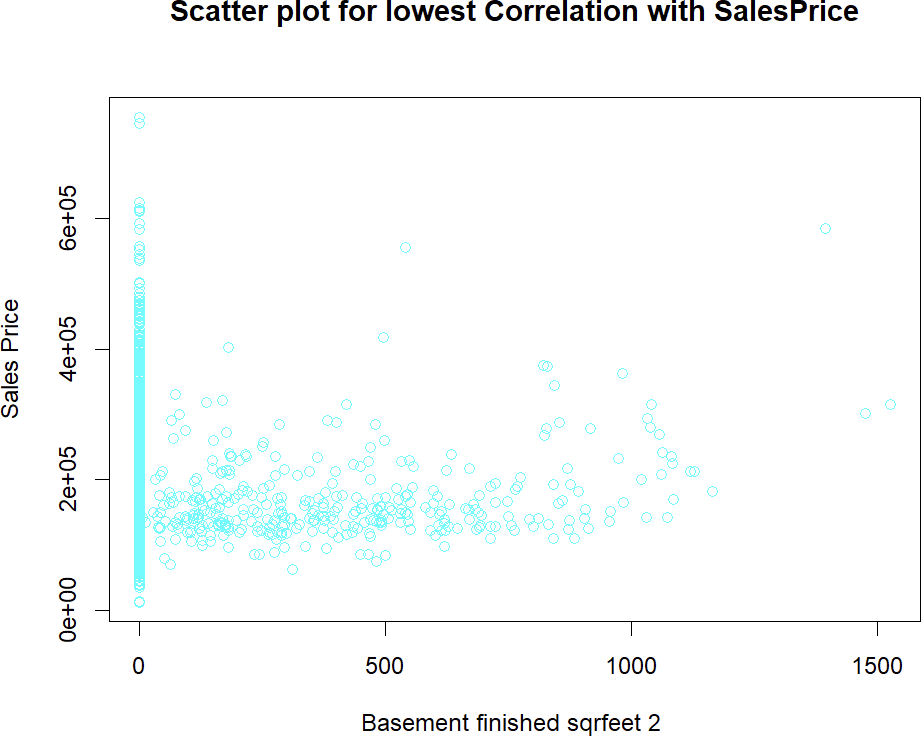 Scatter plot for lowest Correlation with SalesPrice
6e+05
4e+05
2e+05
0e+00
Sales Price
0 500 1000 1500
Basement finished sqrfeet 2